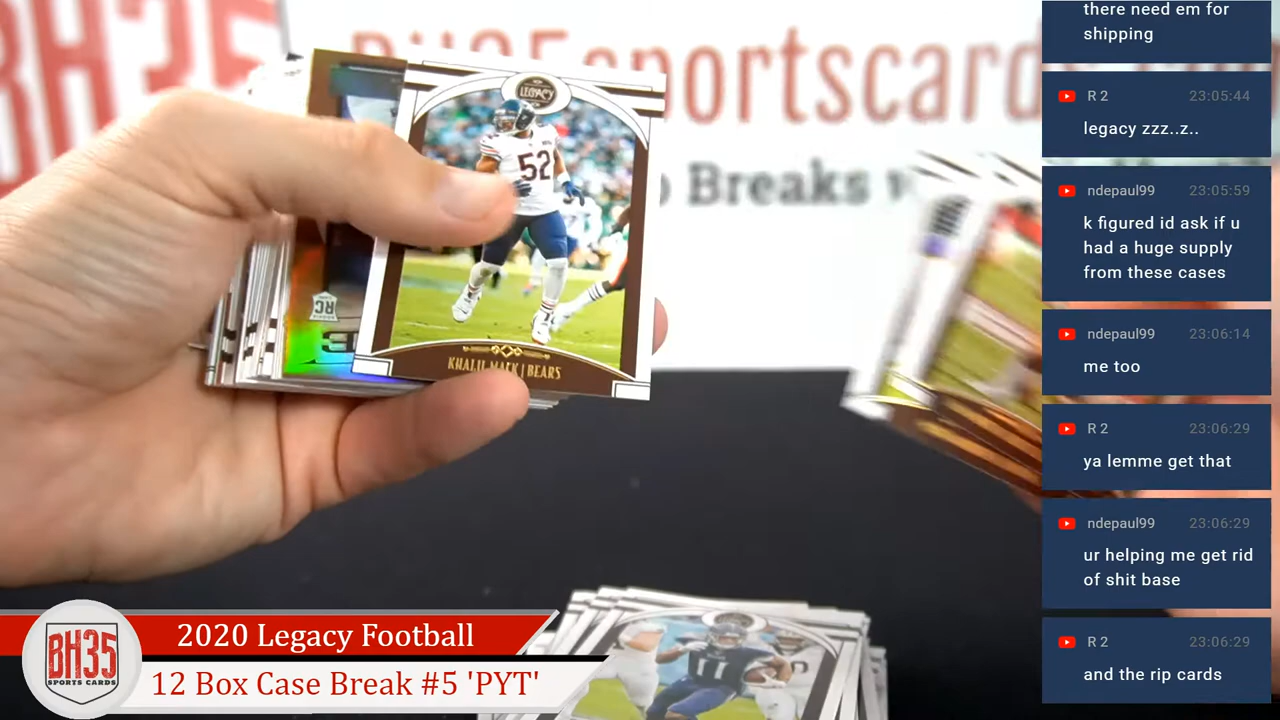 BH35
BH35sportscards
o Breaks
LEGACY
52
KHALIL MACK | BEARS
RC
11
there need em for
shipping
R 2 23:05:44
legacy zzz..z..
ndepaul99 23:05:59
k figured id ask if u
had a huge supply
from these cases
ndepaul99 23:06:14
me too
R 2 23:06:29
ya lemme get that
ndepaul99 23:06:29
ur helping me get rid
of shit base
R 2 23:06:29
and the rip cards
BH35
SPORTS CARDS
2020 Legacy Football
12 Box Case Break #5 'PYT'